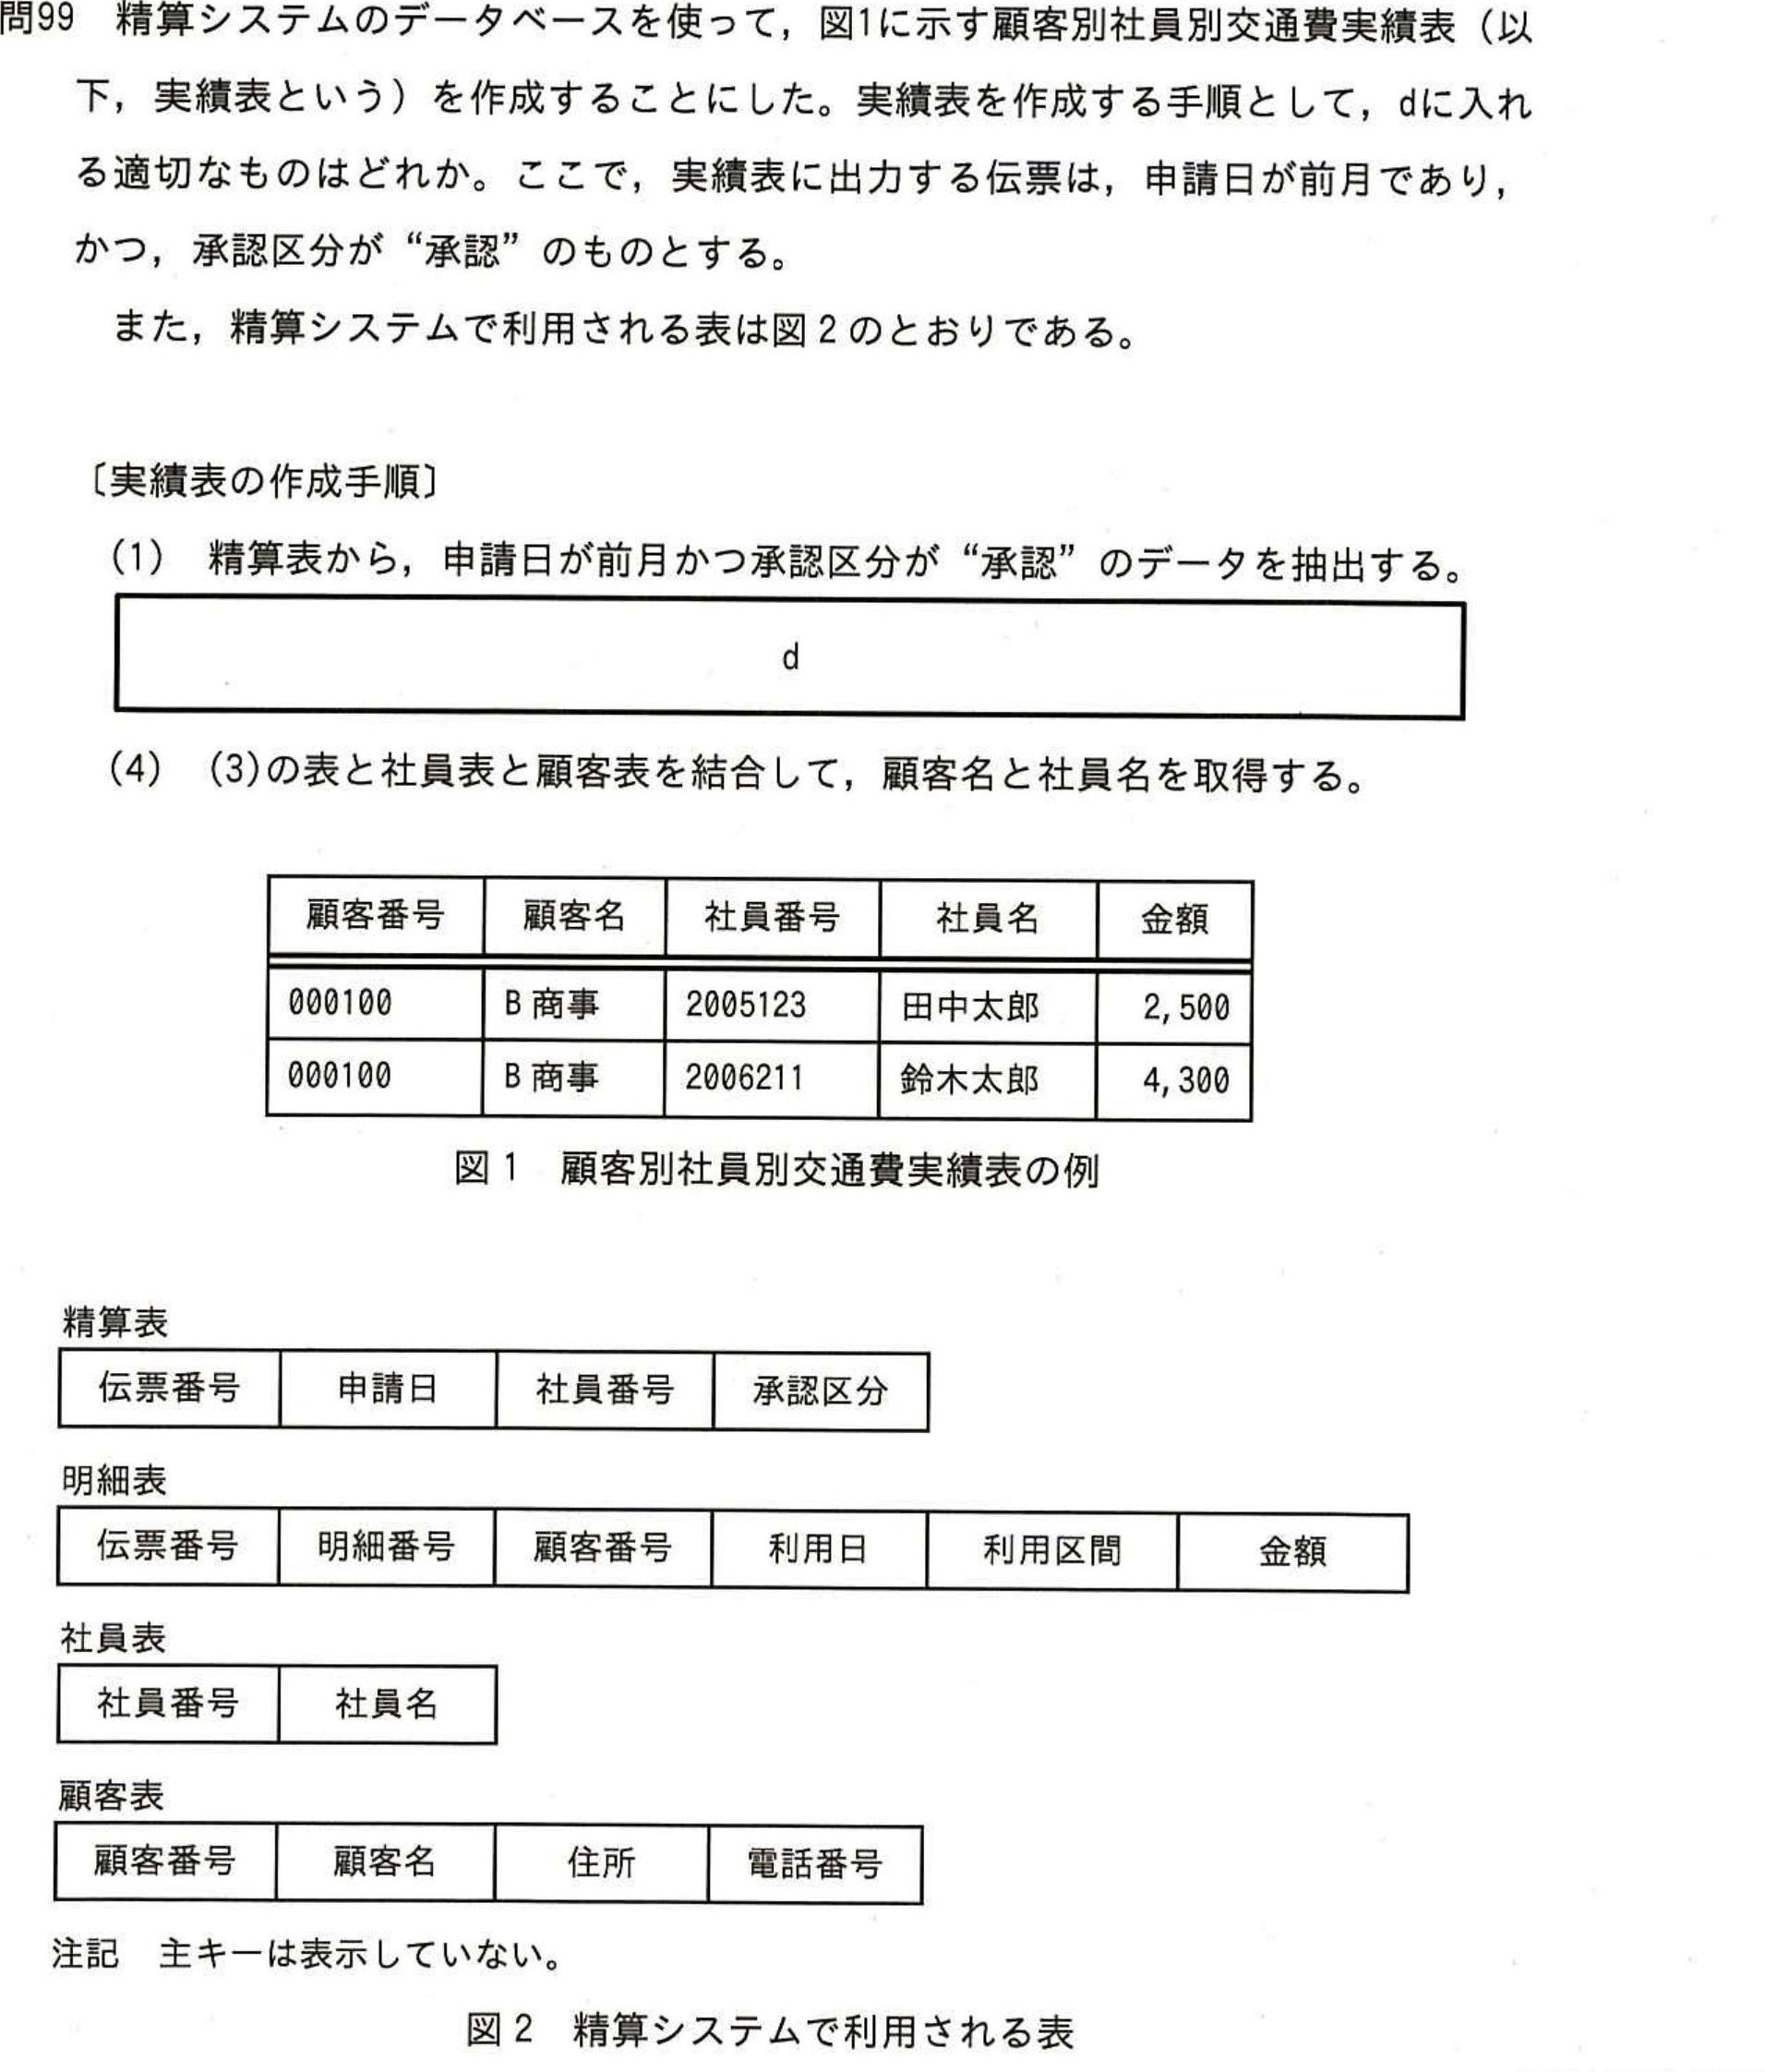 問99　精算システムのデータベースを使って，図1に示す顧客別社員別交通費実績表（以
下，実績表という）を作成することにした。実績表を作成する手順として，dに入れ
る適切なものはどれか。ここで，実績表に出力する伝票は，申請日が前月であり，
かつ，承認区分が“承認”のものとする。
また，精算システムで利用される表は図2のとおりである。
〔実績表の作成手順〕
(1)　精算表から，申請日が前月かつ承認区分が“承認”のデータを抽出する。
d
(4)　(3)の表と社員表と顧客表を結合して，顧客名と社員名を取得する。
顧客番号　顧客名　社員番号　社員名　金額
000100　B商事　2005123　田中太郎　2,500
000100　B商事　2006211　鈴木太郎　4,300
図1　顧客別社員別交通費実績表の例
精算表
伝票番号　申請日　社員番号　承認区分
明細表
伝票番号　明細番号　顧客番号　利用日　利用区間　金額
社員表
社員番号　社員名
顧客表
顧客番号　顧客名　住所　電話番号
注記　主キーは表示していない。
図2　精算システムで利用される表